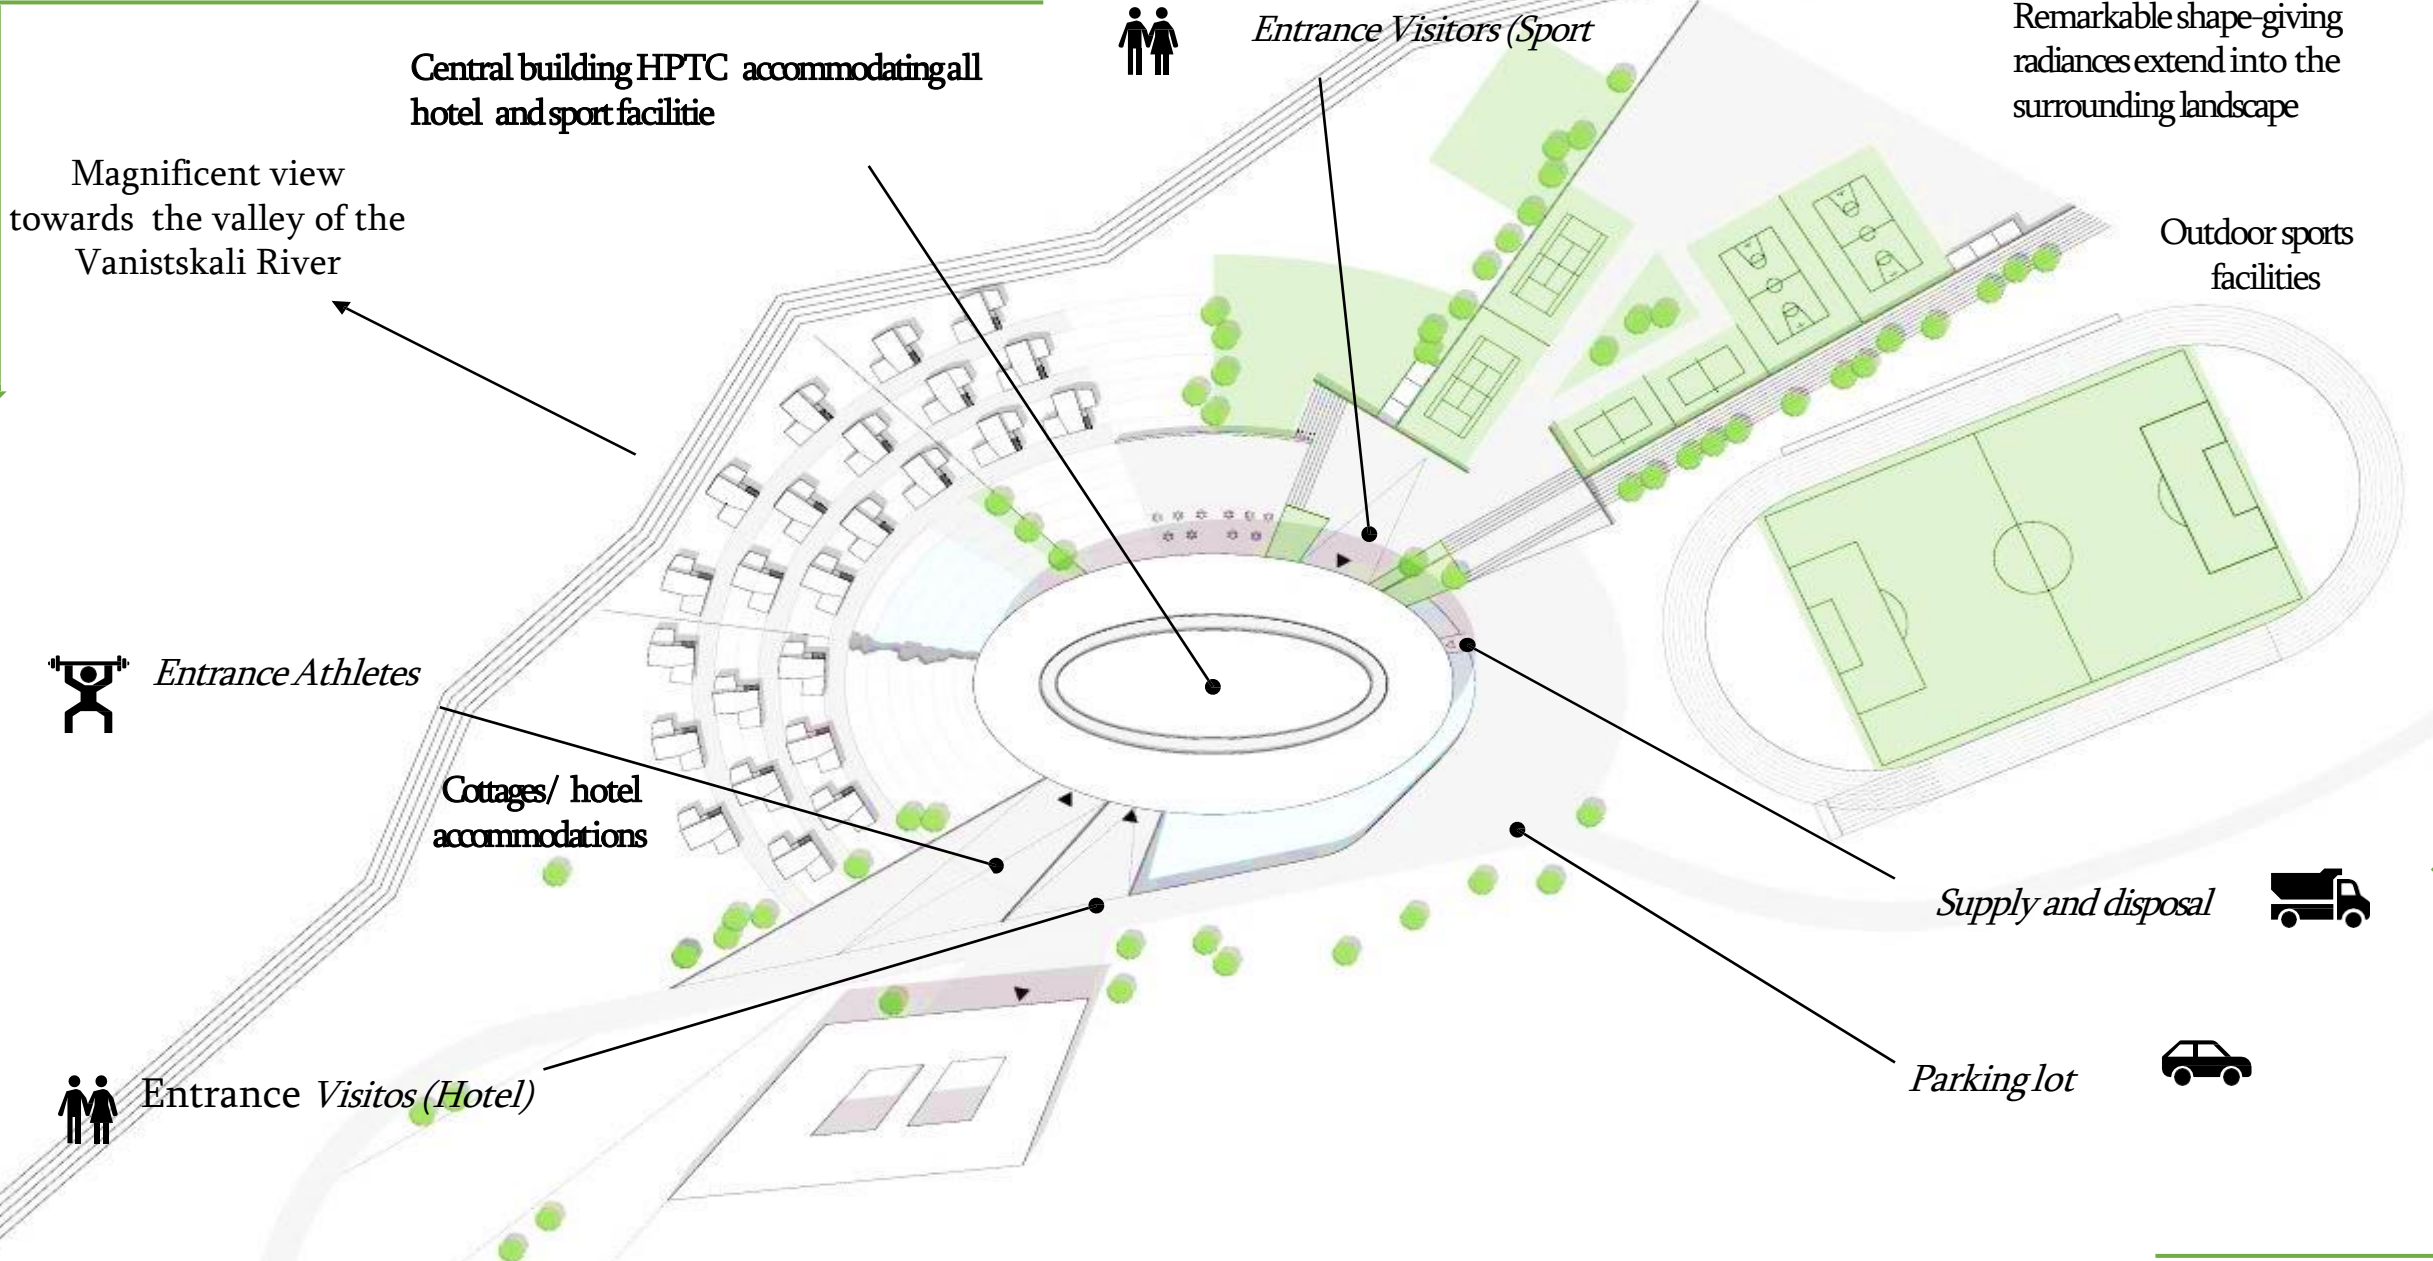 Entrance Visitors (Sport
Remarkable shape-giving
radiances extend into the
surrounding landscape
Central building HPTC accommodating all
hotel and sport facilitie
Magnificent view
towards the valley of the
Vanistskali River
Outdoor sports
facilities
Entrance Athletes
Cottages/ hotel
accommodations
Supply and disposal
Parking lot
Entrance Visitos (Hotel)